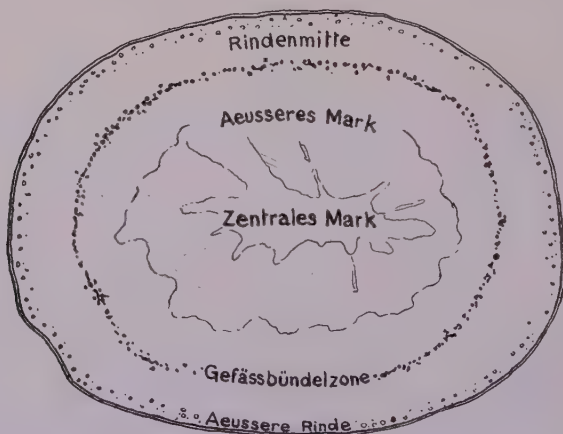 Rindenmitte
Aeusseres Mark
Zentrales Mark
Gefässbündelzone
Aeussere Rinde